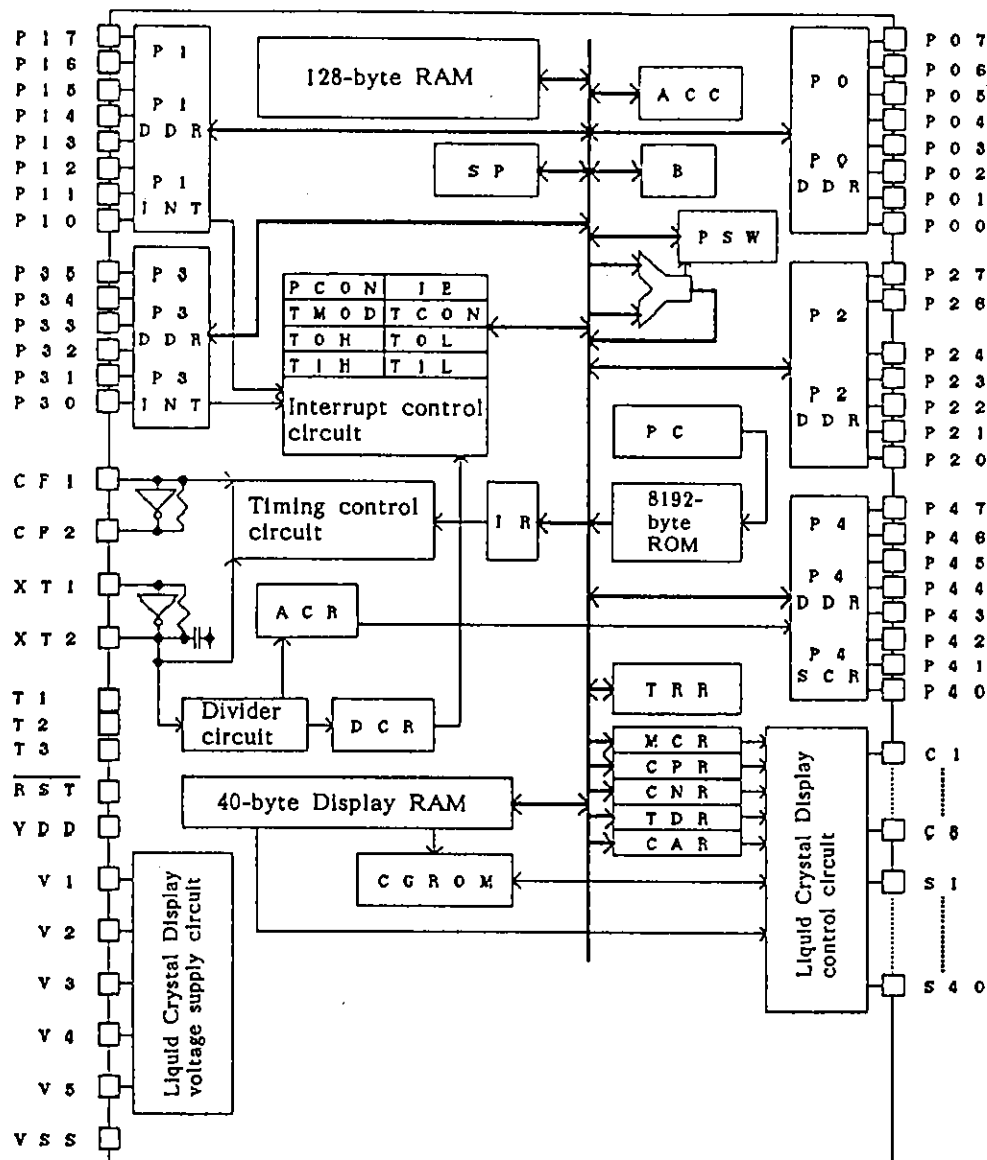 P17
P16
P15
P14
P13
P12
P11
P10
P1
P1
DDR
P1
INT
128-byte RAM
ACC
SP
B
PSW
P0
P0
DDR
P07
P06
P05
P04
P03
P02
P01
P00
P35
P34
P33
P32
P31
P30
P3
P3
DDR
P3
INT
PCON IE
TMOD TCON
TOH TOL
TIH TIL
Interrupt control
circuit
P2
P2
DDR
P27
P26
P24
P23
P22
P21
P20
PC
CF1
CF2
Timing control
circuit
IR
8192-
byte
ROM
P4
P4
DDR
P4
SCR
P47
P46
P45
P44
P43
P42
P41
P40
XT1
XT2
ACR
T1
T2
T3
Divider
circuit
DCR
TRR
MCR
CPR
CNR
TDR
CAR
Liquid Crystal Display
control circuit
C1
C8
S1
S40
RST
VDD
40-byte Display RAM
CGROM
V1
V2
V3
V4
V5
VSS
Liquid Crystal Display
voltage supply circuit